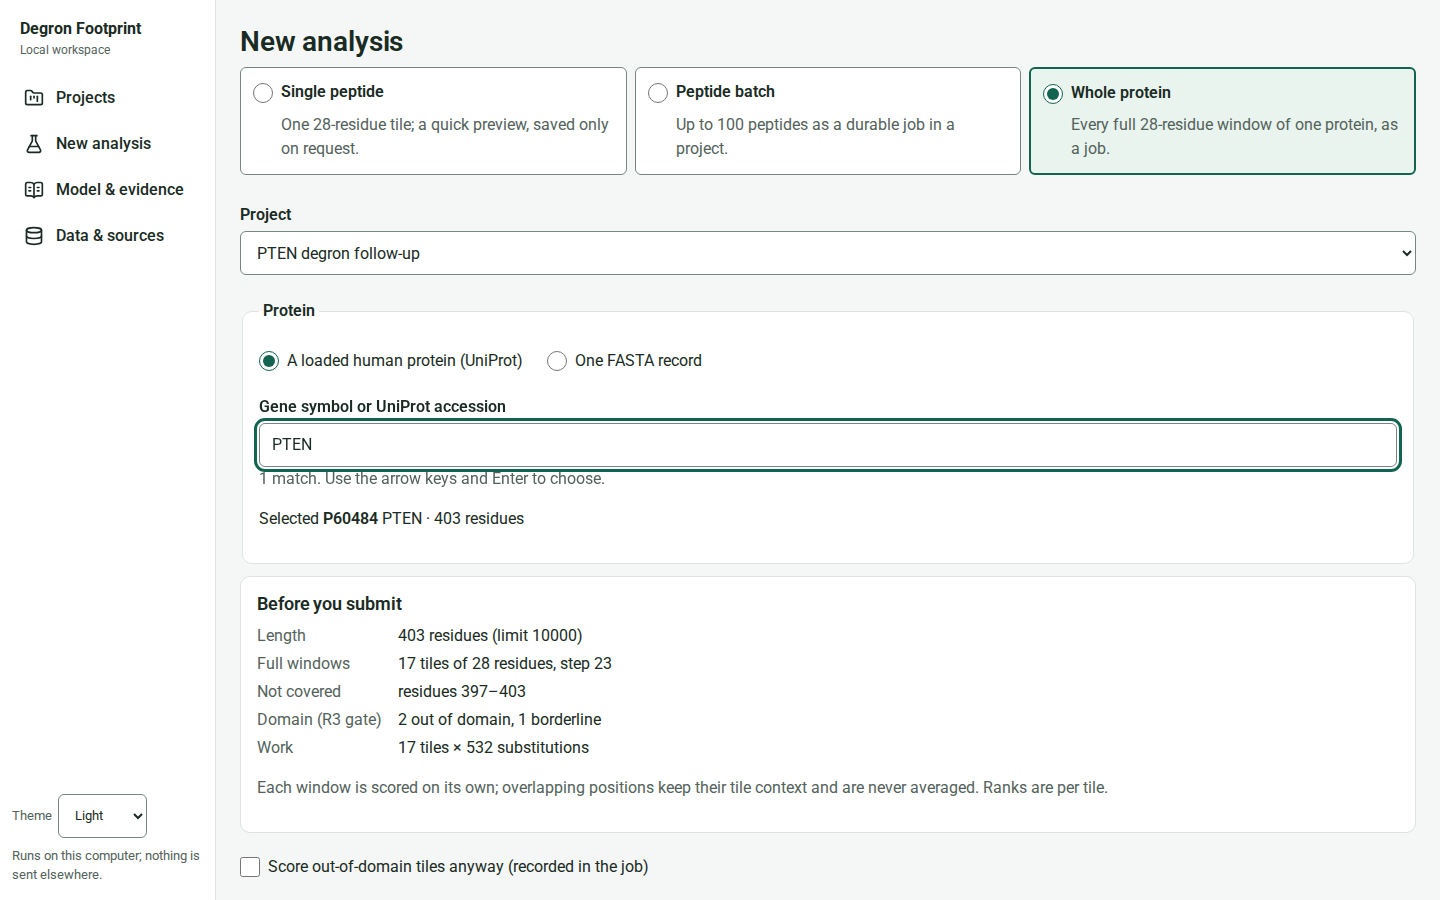 Degron Footprint
Local workspace
Projects
New analysis
Model & evidence
Data & sources
Theme
Light
Runs on this computer; nothing is
sent elsewhere.
New analysis
Single peptide
One 28-residue tile; a quick preview, saved only
on request.
Peptide batch
Up to 100 peptides as a durable job in a
project.
Whole protein
Every full 28-residue window of one protein, as
a job.
Project
PTEN degron follow-up
Protein
A loaded human protein (UniProt)
One FASTA record
Gene symbol or UniProt accession
PTEN
1 match. Use the arrow keys and Enter to choose.
Selected P60484 PTEN · 403 residues
Before you submit
Length 403 residues (limit 10000)
Full windows 17 tiles of 28 residues, step 23
Not covered residues 397–403
Domain (R3 gate) 2 out of domain, 1 borderline
Work 17 tiles × 532 substitutions
Each window is scored on its own; overlapping positions keep their tile context and are never averaged. Ranks are per tile.
Score out-of-domain tiles anyway (recorded in the job)